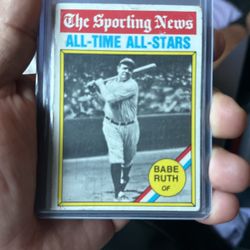 The Sporting News
ALL-TIME ALL-STARS
BABE
RUTH
OF